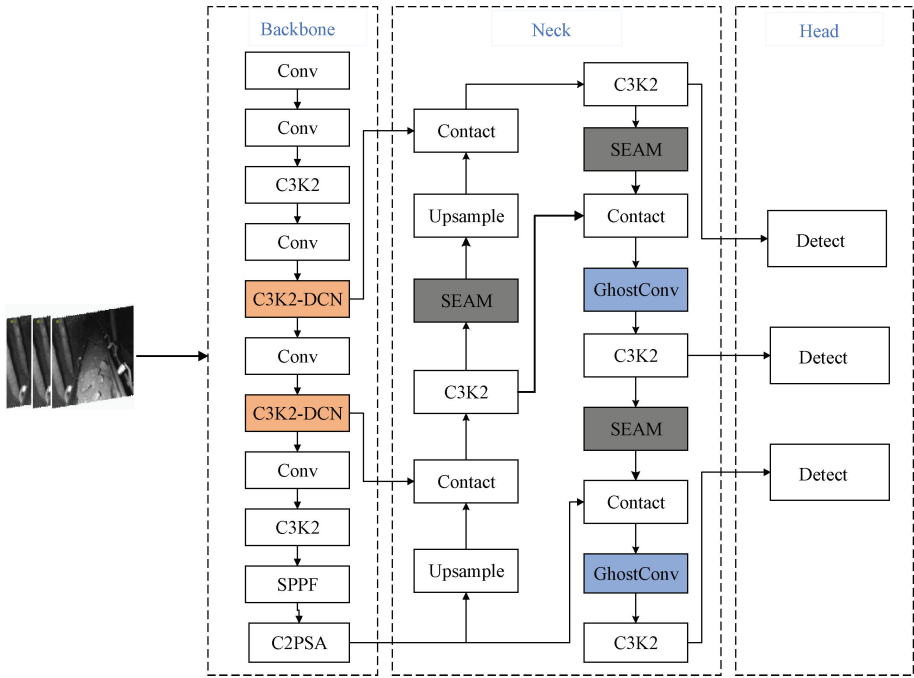 Backbone
Conv
Conv
C3K2
Conv
C3K2-DCN
Conv
C3K2-DCN
Conv
C3K2
SPPF
C2PSA
Neck
Contact
Upsample
SEAM
C3K2
Contact
Upsample
C3K2
SEAM
Contact
GhostConv
C3K2
SEAM
Contact
GhostConv
C3K2
Head
Detect
Detect
Detect